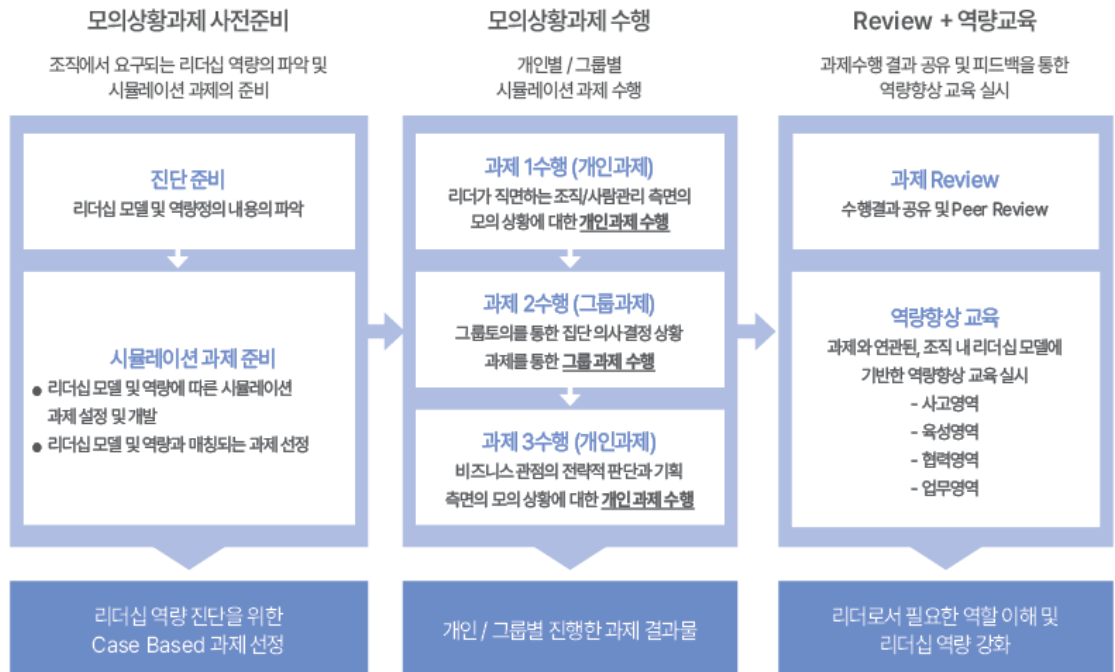 모의상황과제 사전준비
조직에서 요구되는 리더십 역량의 파악 및
시뮬레이션 과제의 준비
진단 준비
리더십 모델 및 역량정의 내용의 파악
시뮬레이션 과제 준비
● 리더십 모델 및 역량에 따른 시뮬레이션
과제 설정 및 개발
● 리더십 모델 및 역량과 매칭되는 과제 선정
리더십 역량 진단을 위한
Case Based 과제 선정
모의상황과제 수행
개인별 / 그룹별
시뮬레이션 과제 수행
과제 1수행 (개인과제)
리더가 직면하는 조직/사람관리 측면의
모의 상황에 대한 개인과제 수행
과제 2수행 (그룹과제)
그룹토의를 통한 집단 의사결정 상황
과제를 통한 그룹 과제 수행
과제 3수행 (개인과제)
비즈니스 관점의 전략적 판단과 기획
측면의 모의 상황에 대한 개인 과제 수행
개인 / 그룹별 진행한 과제 결과물
Review + 역량교육
과제수행 결과 공유 및 피드백을 통한
역량향상 교육 실시
과제 Review
수행결과 공유 및 Peer Review
역량향상 교육
과제와 연관된, 조직 내 리더십 모델에
기반한 역량향상 교육 실시
- 사고영역
- 육성영역
- 협력영역
- 업무영역
리더로서 필요한 역할 이해 및
리더십 역량 강화